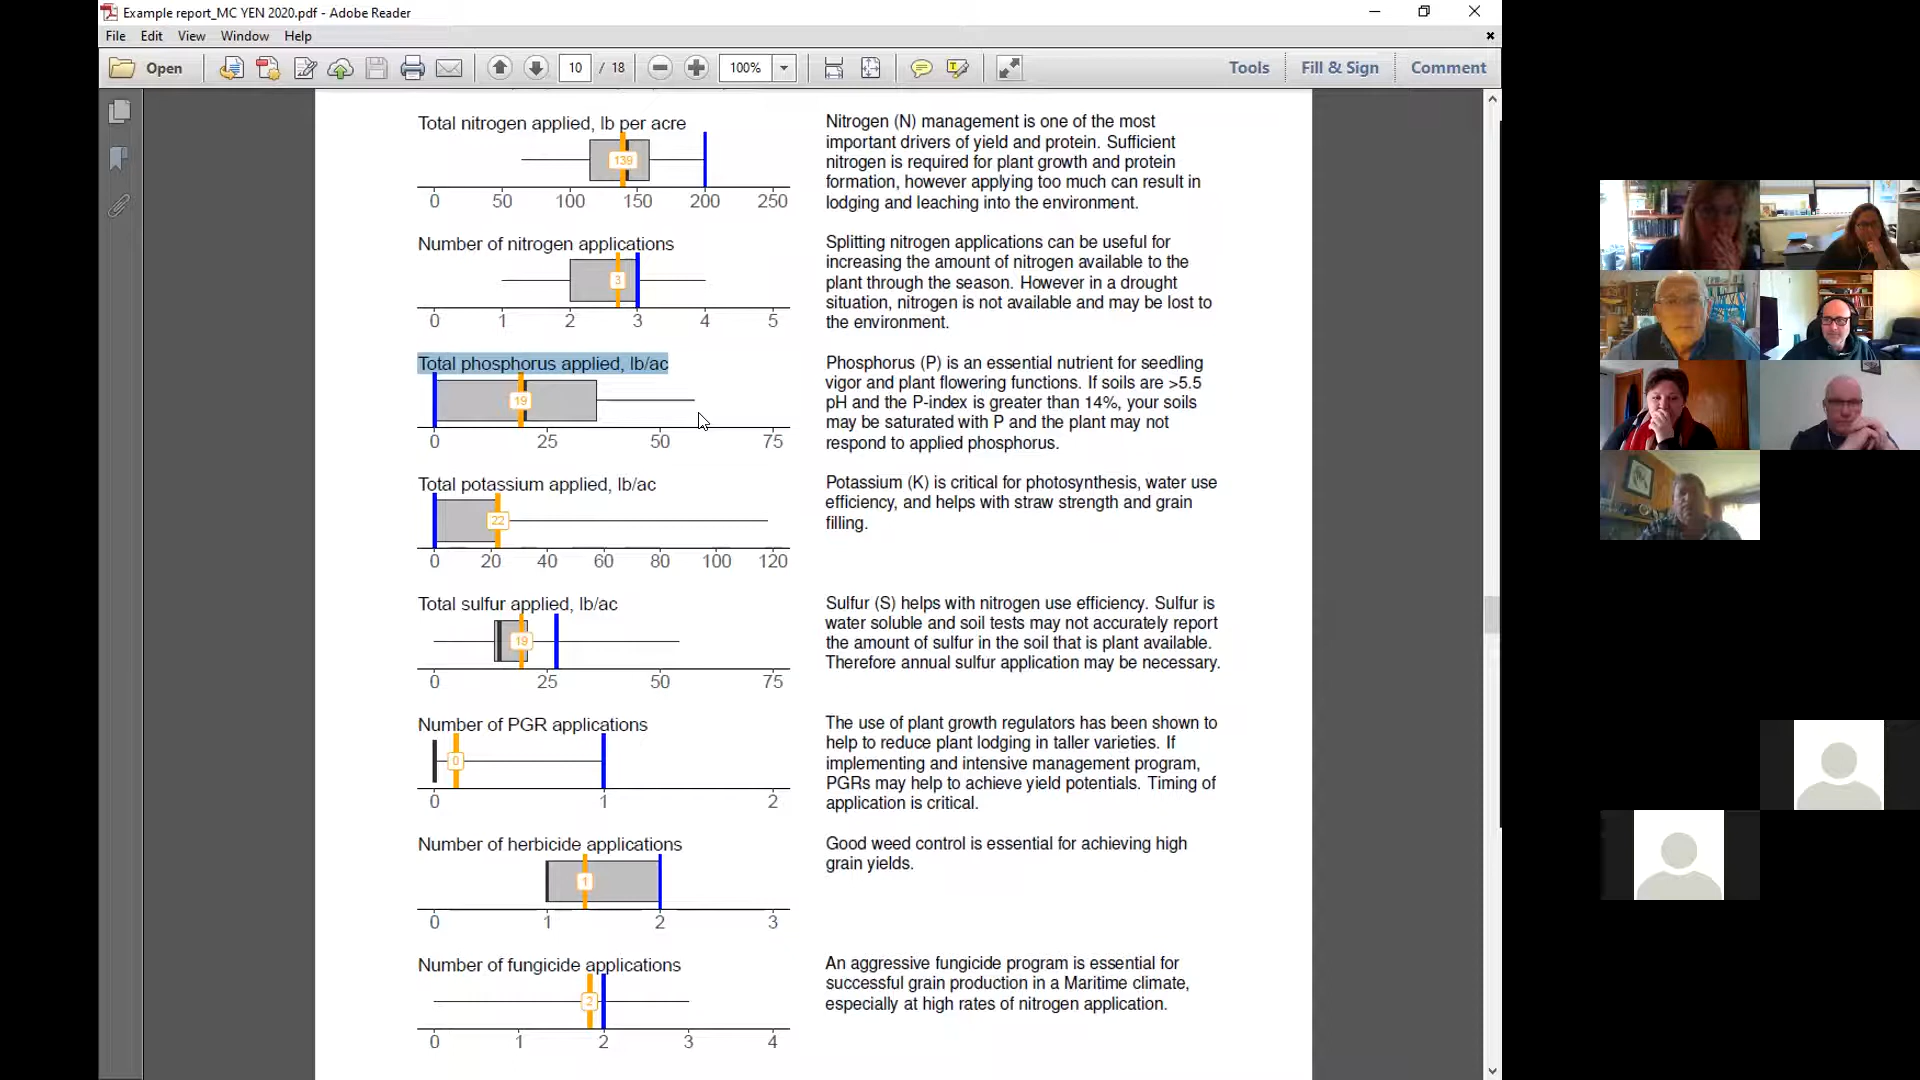 Example report_MC YEN 2020.pdf - Adobe Reader
File Edit View Window Help
Open 10 / 18 100% Tools Fill & Sign Comment
Total nitrogen applied, lb per acre
139
0 50 100 150 200 250
Nitrogen (N) management is one of the most
important drivers of yield and protein. Sufficient
nitrogen is required for plant growth and protein
formation, however applying too much can result in
lodging and leaching into the environment.
Number of nitrogen applications
3
0 1 2 3 4 5
Splitting nitrogen applications can be useful for
increasing the amount of nitrogen available to the
plant through the season. However in a drought
situation, nitrogen is not available and may be lost to
the environment.
Total phosphorus applied, lb/ac
19
0 25 50 75
Phosphorus (P) is an essential nutrient for seedling
vigor and plant flowering functions. If soils are >5.5
pH and the P-index is greater than 14%, your soils
may be saturated with P and the plant may not
respond to applied phosphorus.
Total potassium applied, lb/ac
22
0 20 40 60 80 100 120
Potassium (K) is critical for photosynthesis, water use
efficiency, and helps with straw strength and grain
filling.
Total sulfur applied, lb/ac
19
0 25 50 75
Sulfur (S) helps with nitrogen use efficiency. Sulfur is
water soluble and soil tests may not accurately report
the amount of sulfur in the soil that is plant available.
Therefore annual sulfur application may be necessary.
Number of PGR applications
0
0 1 2
The use of plant growth regulators has been shown to
help to reduce plant lodging in taller varieties. If
implementing and intensive management program,
PGRs may help to achieve yield potentials. Timing of
application is critical.
Number of herbicide applications
1
0 1 2 3
Good weed control is essential for achieving high
grain yields.
Number of fungicide applications
2
0 1 2 3 4
An aggressive fungicide program is essential for
successful grain production in a Maritime climate,
especially at high rates of nitrogen application.